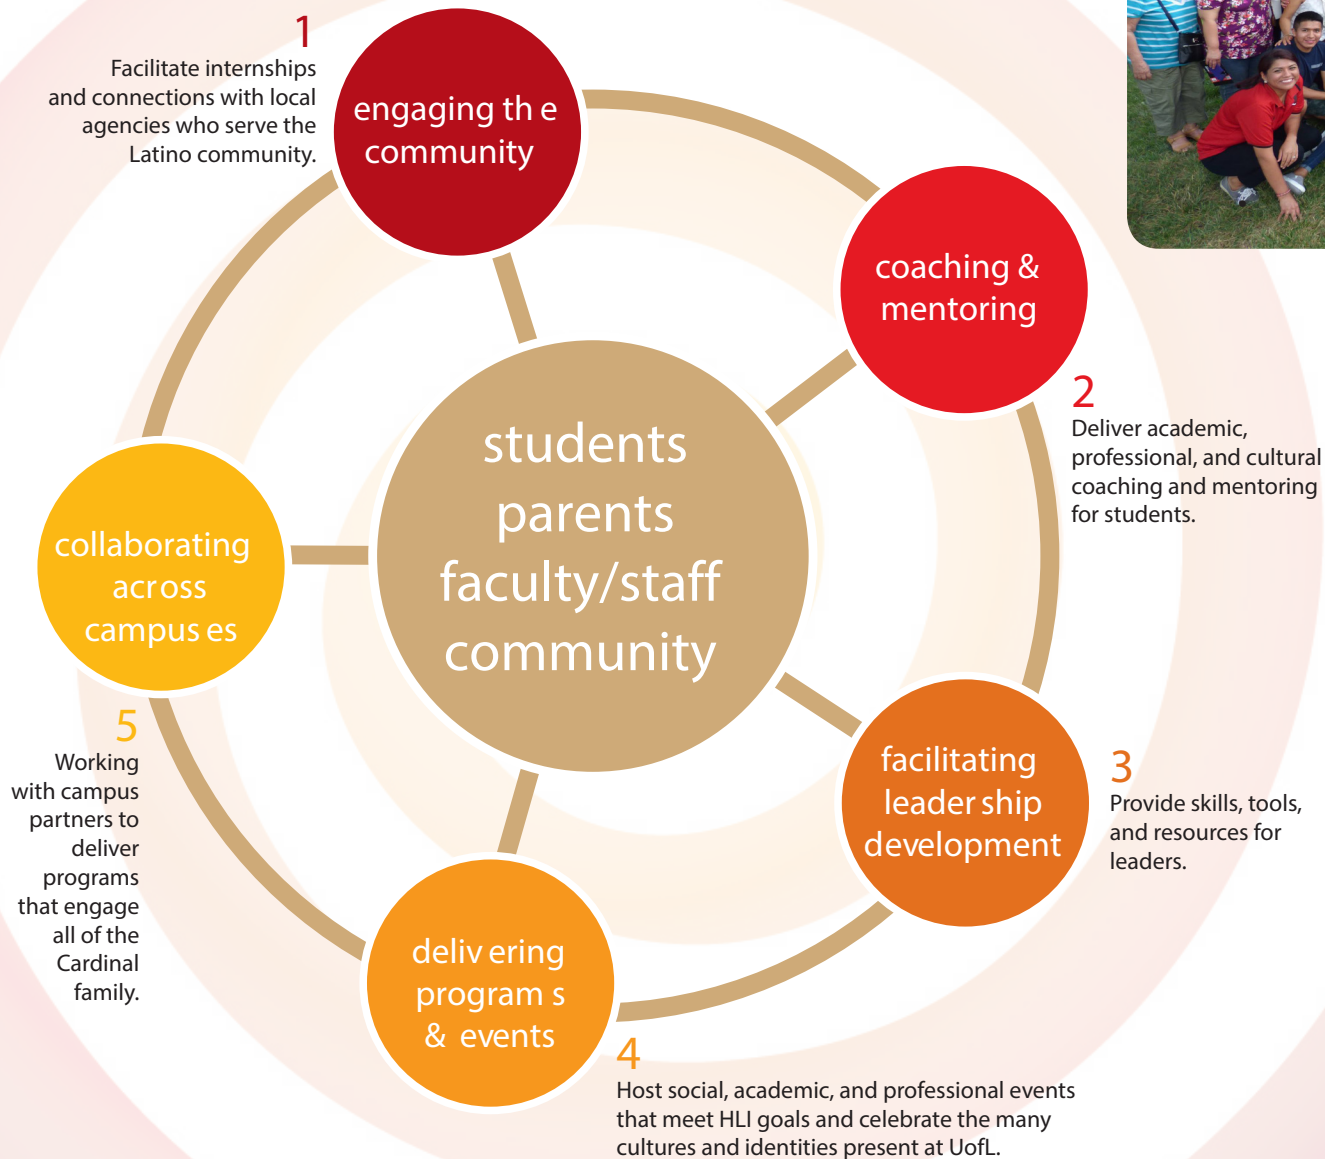 1
Facilitate internships
and connections with local
agencies who serve the
Latino community.
engaging th e
community
coaching &
mentoring
2
Deliver academic,
professional, and cultural
coaching and mentoring
for students.
students
parents
faculty/staff
community
collaborating
across
campus es
5
Working
with campus
partners to
deliver
programs
that engage
all of the
Cardinal
family.
facilitating
leader ship
development
3
Provide skills, tools,
and resources for
leaders.
deliv ering
program s
& events
4
Host social, academic, and professional events
that meet HLI goals and celebrate the many
cultures and identities present at UofL.